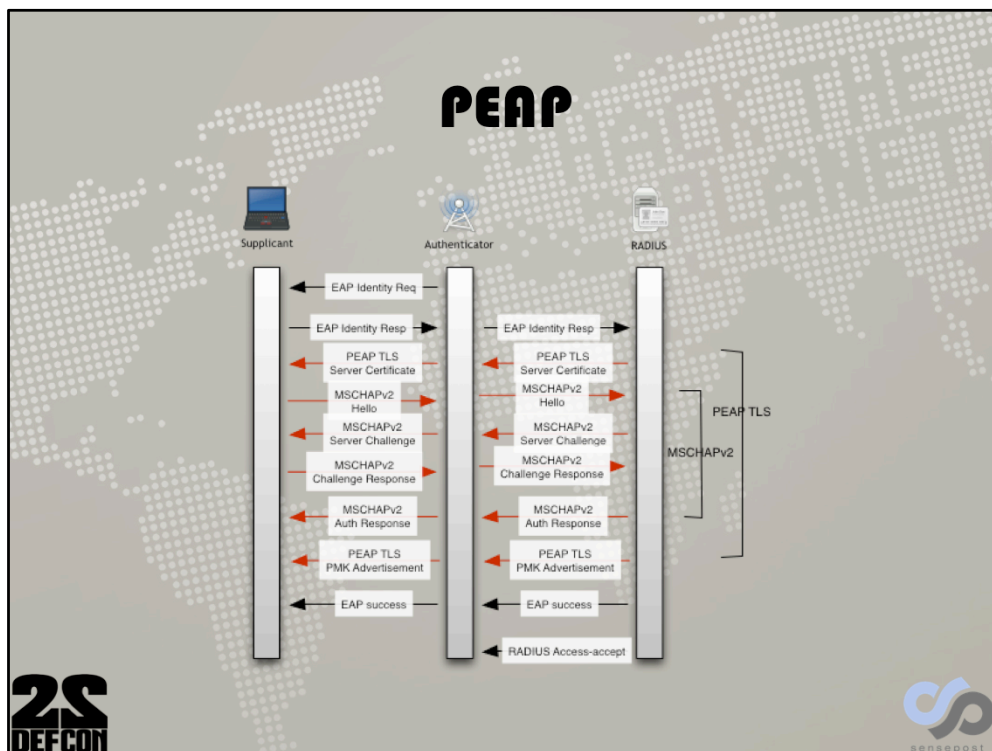 PEAP
Supplicant
Authenticator
RADIUS
EAP Identity Req
EAP Identity Resp
EAP Identity Resp
PEAP TLS
Server Certificate
PEAP TLS
Server Certificate
MSCHAPv2
Hello
MSCHAPv2
Hello
MSCHAPv2
Server Challenge
MSCHAPv2
Server Challenge
MSCHAPv2
Challenge Response
MSCHAPv2
Challenge Response
MSCHAPv2
Auth Response
MSCHAPv2
Auth Response
PEAP TLS
PMK Advertisement
PEAP TLS
PMK Advertisement
EAP success
EAP success
RADIUS Access-accept
PEAP TLS
MSCHAPv2
22
DEFCON
sensepost